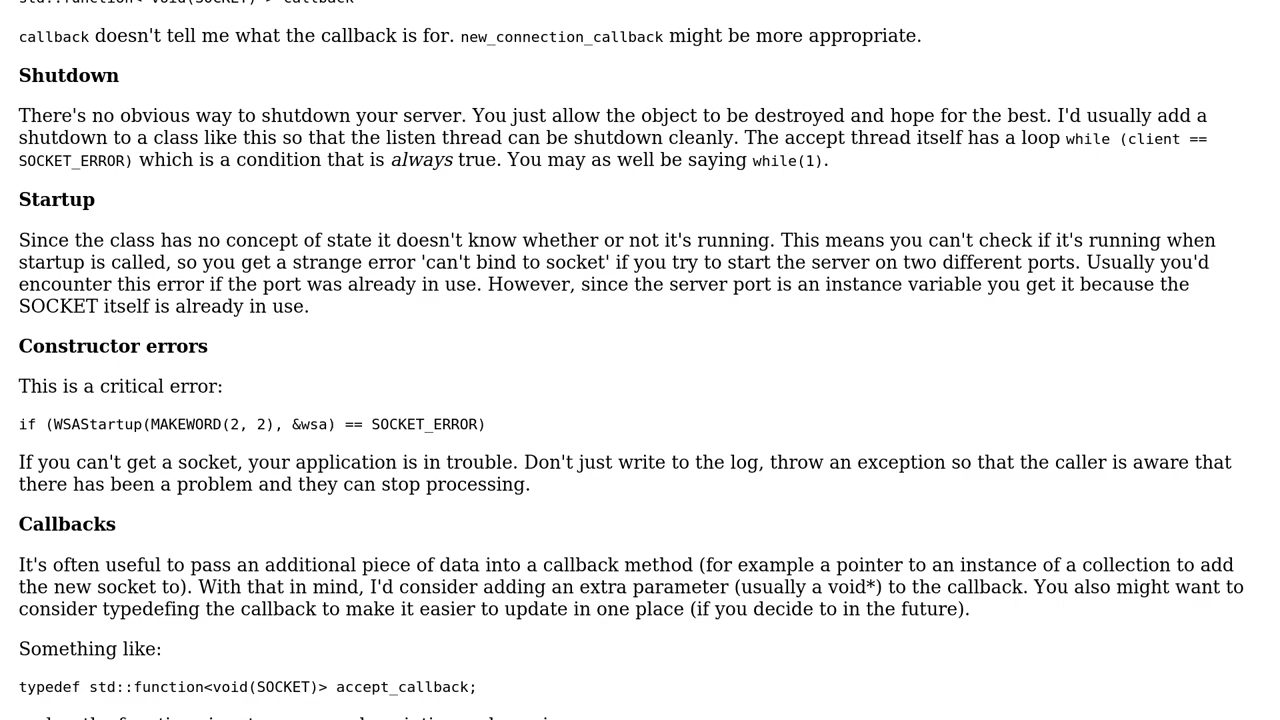 std::function< void(SOCKET) > callback
callback doesn't tell me what the callback is for. new_connection_callback might be more appropriate.
Shutdown
There's no obvious way to shutdown your server. You just allow the object to be destroyed and hope for the best. I'd usually add a
shutdown to a class like this so that the listen thread can be shutdown cleanly. The accept thread itself has a loop while (client ==
SOCKET_ERROR) which is a condition that is always true. You may as well be saying while(1).
Startup
Since the class has no concept of state it doesn't know whether or not it's running. This means you can't check if it's running when
startup is called, so you get a strange error 'can't bind to socket' if you try to start the server on two different ports. Usually you'd
encounter this error if the port was already in use. However, since the server port is an instance variable you get it because the
SOCKET itself is already in use.
Constructor errors
This is a critical error:
if (WSAStartup(MAKEWORD(2, 2), &wsa) == SOCKET_ERROR)
If you can't get a socket, your application is in trouble. Don't just write to the log, throw an exception so that the caller is aware that
there has been a problem and they can stop processing.
Callbacks
It's often useful to pass an additional piece of data into a callback method (for example a pointer to an instance of a collection to add
the new socket to). With that in mind, I'd consider adding an extra parameter (usually a void*) to the callback. You also might want to
consider typedefing the callback to make it easier to update in one place (if you decide to in the future).
Something like:
typedef std::function<void(SOCKET)> accept_callback;